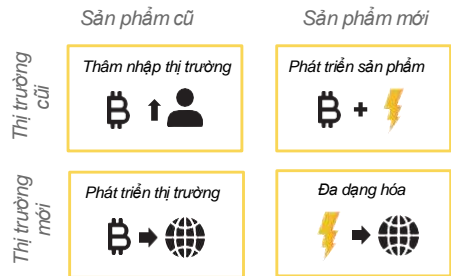 Sản phẩm cũ
Sản phẩm mới
Thị trường
cũi
Thâm nhập thị trường
Phát triển sản phẩm
Thị trường
mới
Phát triển thị trường
Đa dạng hóa